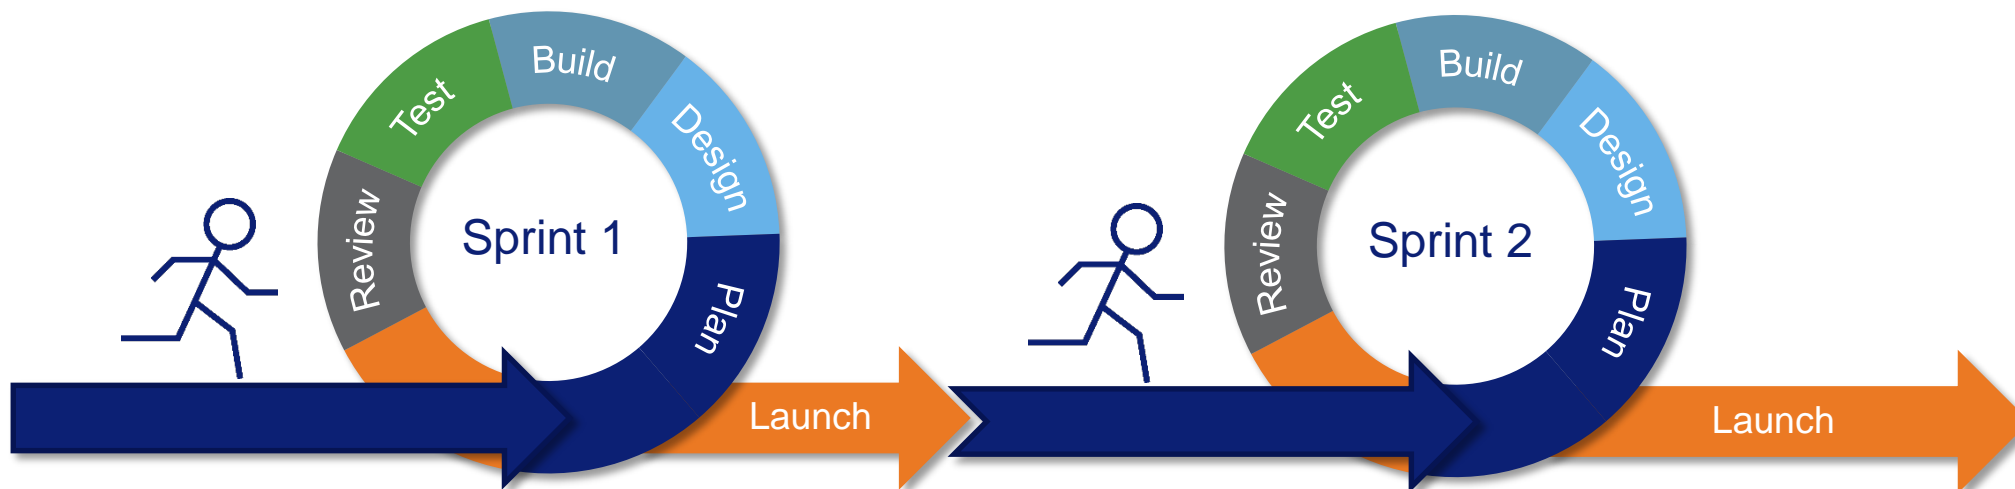 Build
Test
Design
Review
Sprint 1
Plan
Launch
Build
Test
Design
Review
Sprint 2
Plan
Launch